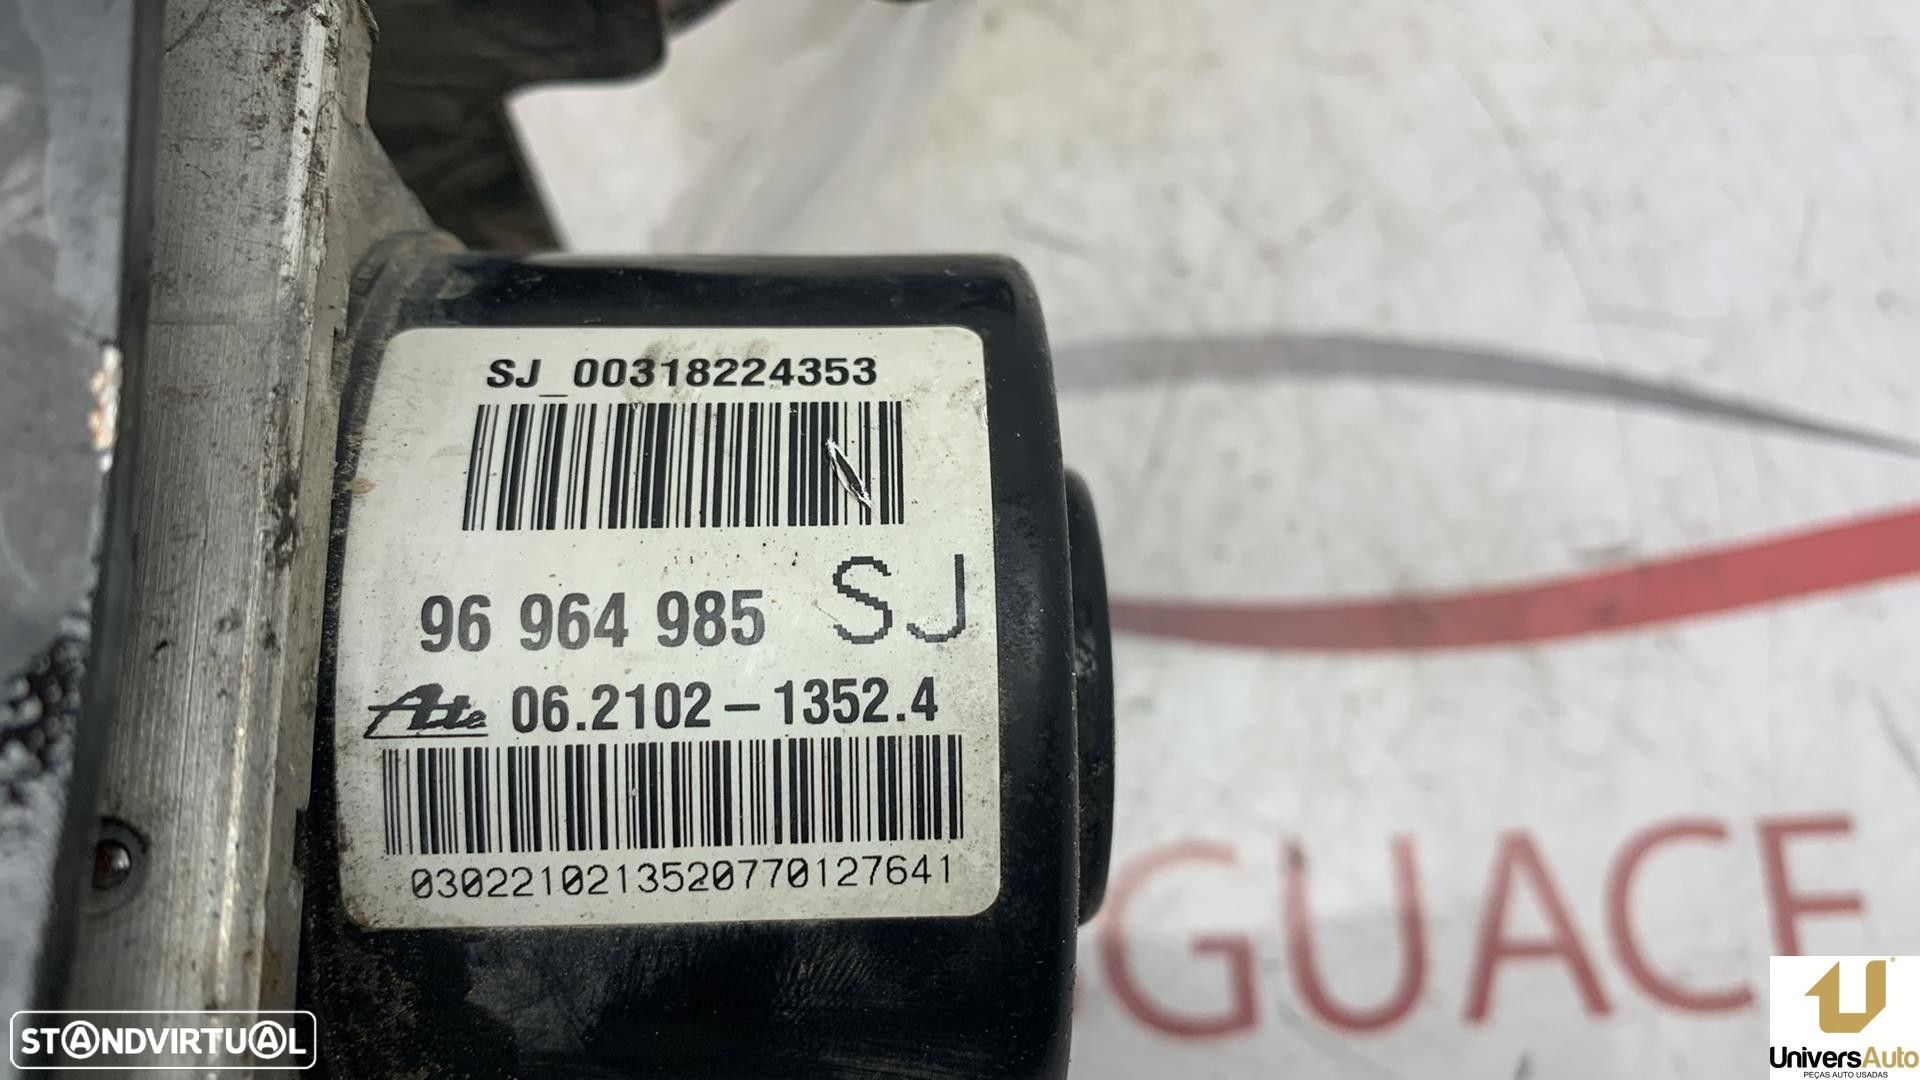 SJ_00318224353
96 964 985 SJ
Ate 06.2102-1352.4
0302210213520770127641
GUACE
STANDVIRTUAL
UniversAuto
PEÇAS AUTO USADAS